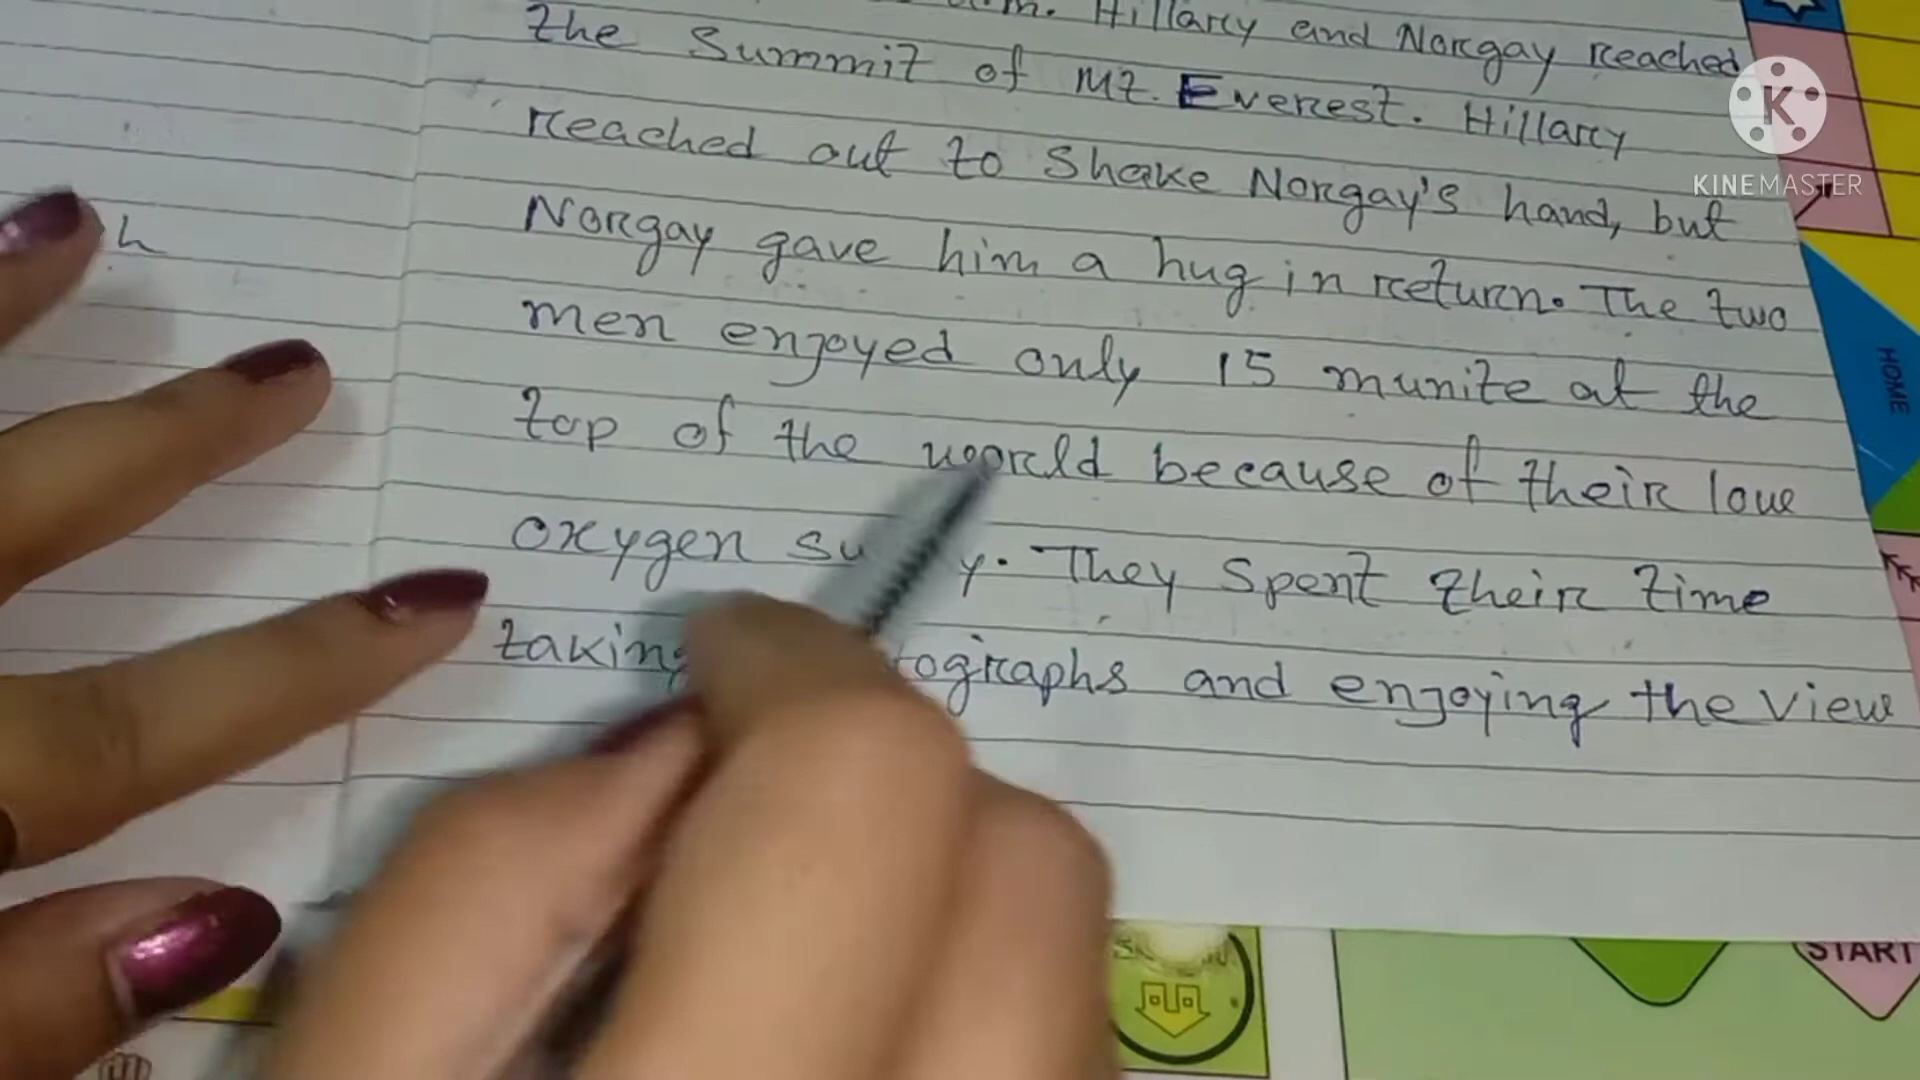 Hillary and Norgay reached
the Summit of Mt. Everest. Hillary
reached out to Shake Norgay's hand, but
Norgay gave him a hug in return. The two
men enjoyed only 15 munite at the
top of the world because of their love
oxygen They Spent their time
taking and enjoying the view
h
K
KINEMASTER
HOME
START